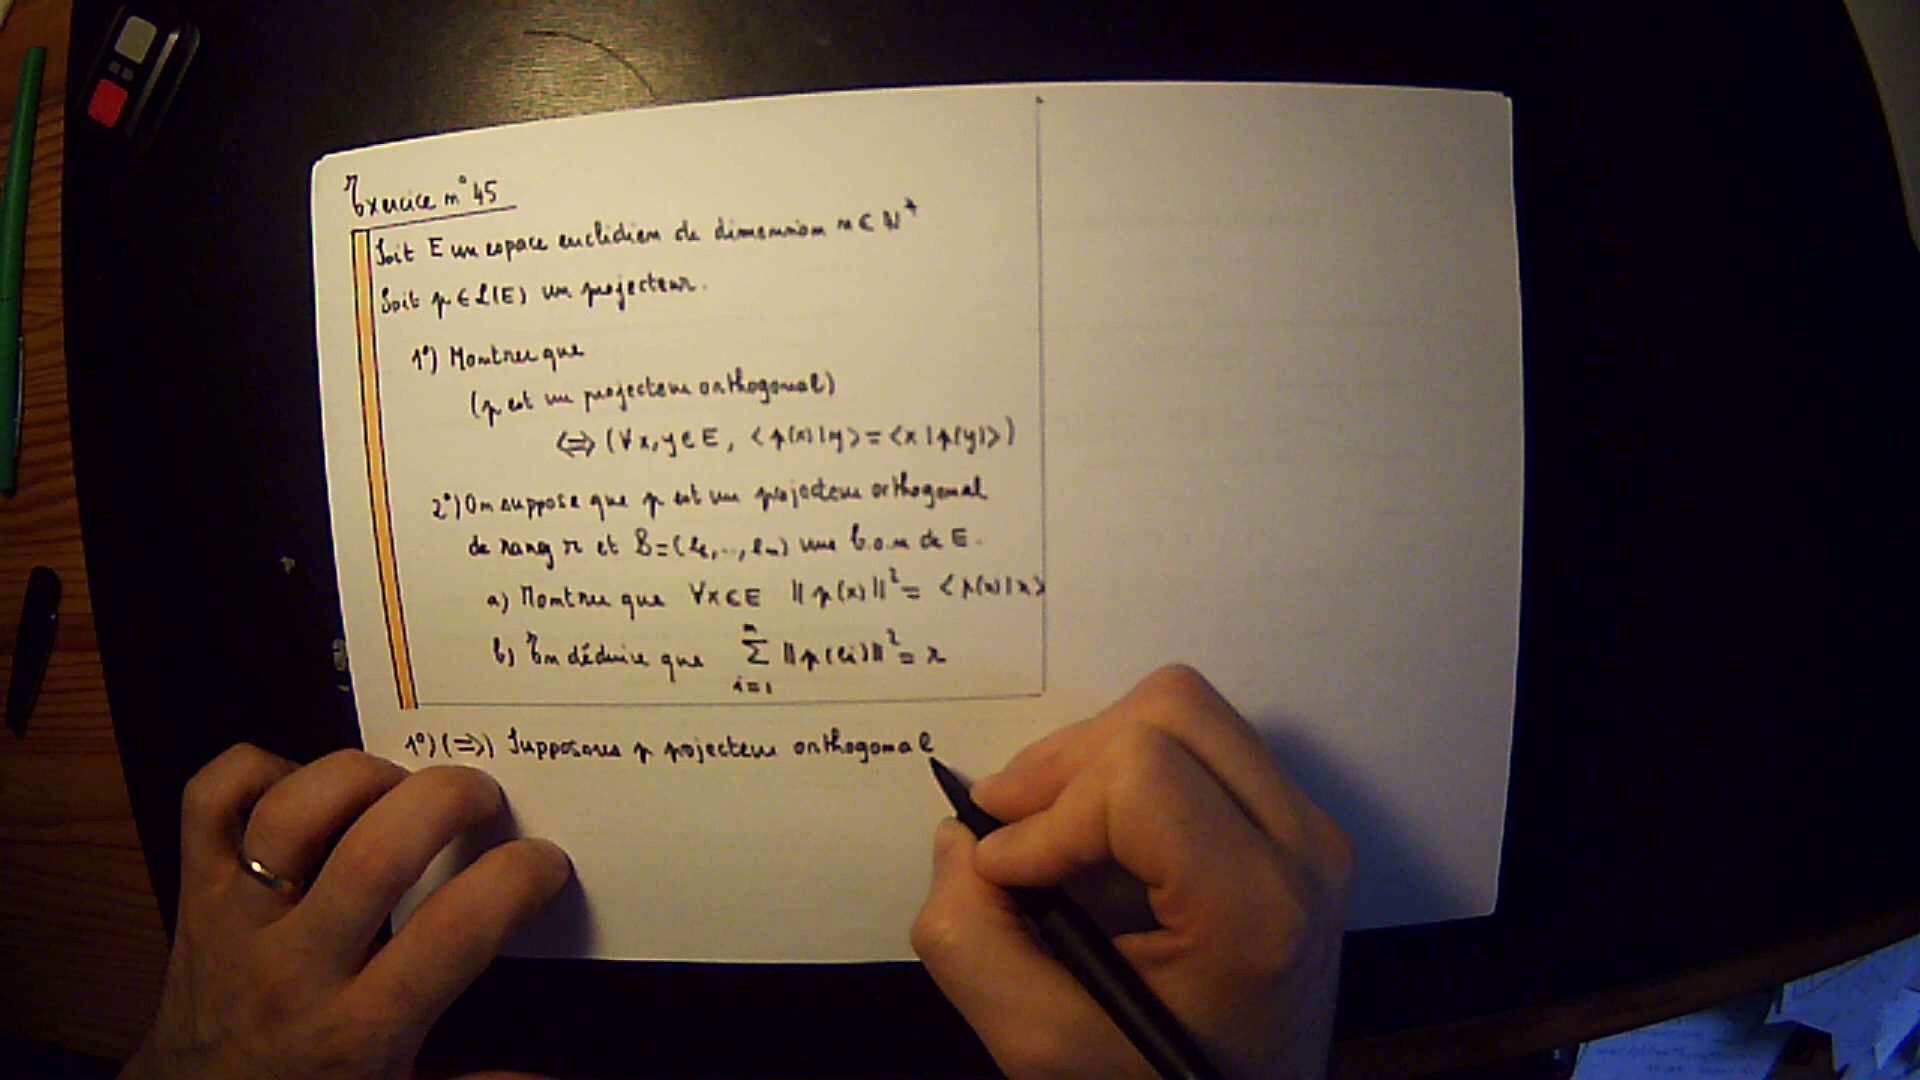 Exercice n°45
Soit E un espace euclidien de dimension n ∈ ℕ*
Soit p ∈ L(E) un projecteur.
1°) Montrer que
(p est un projecteur orthogonal)
⇔ (∀x,y ∈ E, <p(x)|y> = <x|p(y)>)
2°) On suppose que p est un projecteur orthogonal
de rang r et B=(e₁,..,eₙ) une b.o.n de E.
a) Montrer que ∀x∈E ||p(x)||² = <p(x)|x>
b) En déduire que n∑i=1 ||p(ei)||² = r
1°) (⇒) Supposons p projecteur orthogonal